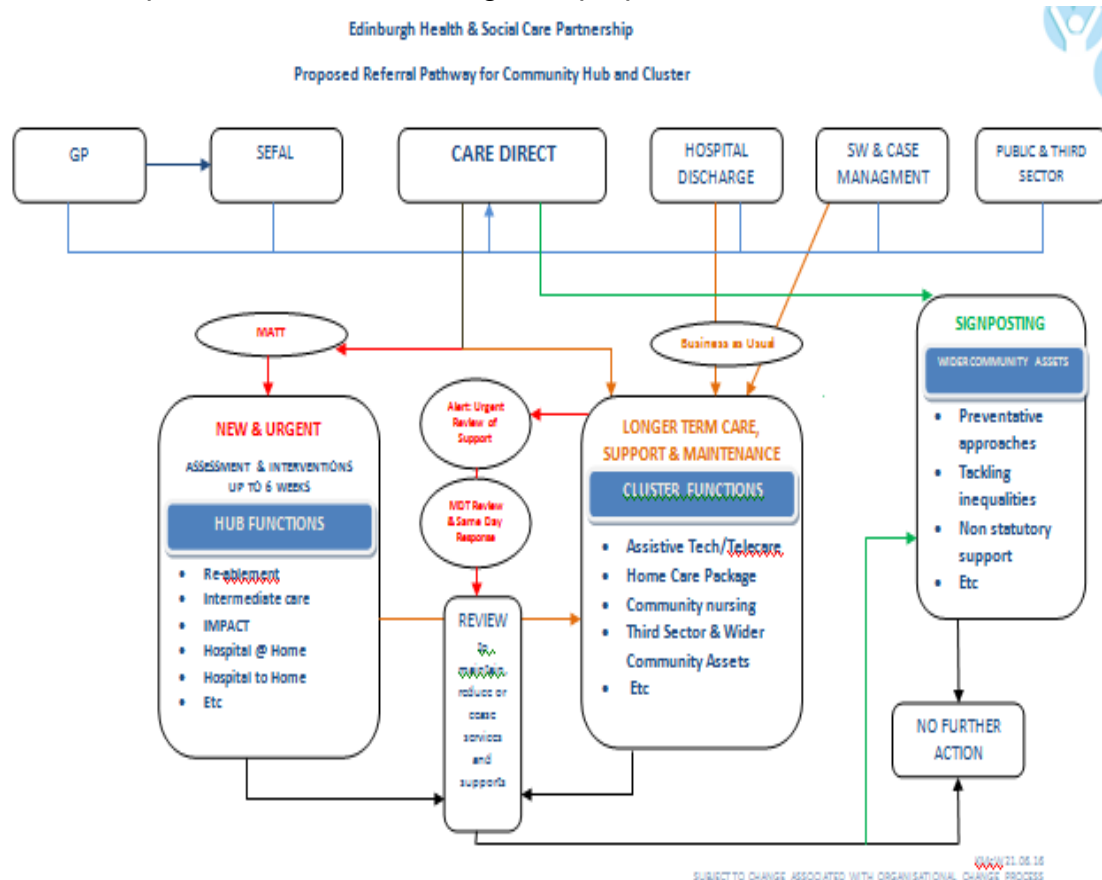 Edinburgh Health & Social Care Partnership
Proposed Referral Pathway for Community Hub and Cluster
GP
SEFAL
CARE DIRECT
HOSPITAL
DISCHARGE
SW & CASE
MANAGMENT
PUBLIC & THIRD
SECTOR
MATT
Business as Usual
SIGNPOSTING
WIDER COMMUNITY ASSETS
• Preventative
approaches
• Tackling
inequalities
• Non statutory
support
• Etc
NEW & URGENT
ASSESSMENT & INTERVENTIONS
UP TO 6 WEEKS
HUB FUNCTIONS
• Re-ablement
• Intermediate care
• IMPACT
• Hospital @ Home
• Hospital to Home
• Etc
Alert: Urgent
Review of
Support
MDT Review
& Same Day
Response
REVIEW
to
maintain,
reduce or
cease
services
and
supports
LONGER TERM CARE,
SUPPORT & MAINTENANCE
CLUSTER FUNCTIONS
• Assistive Tech/Telecare
• Home Care Package
• Community nursing
• Third Sector & Wider
Community Assets
• Etc
NO FURTHER
ACTION
21.06.16
SUBJECT TO CHANGE ASSOCIATED WITH ORGANISATIONAL CHANGE PROCESS